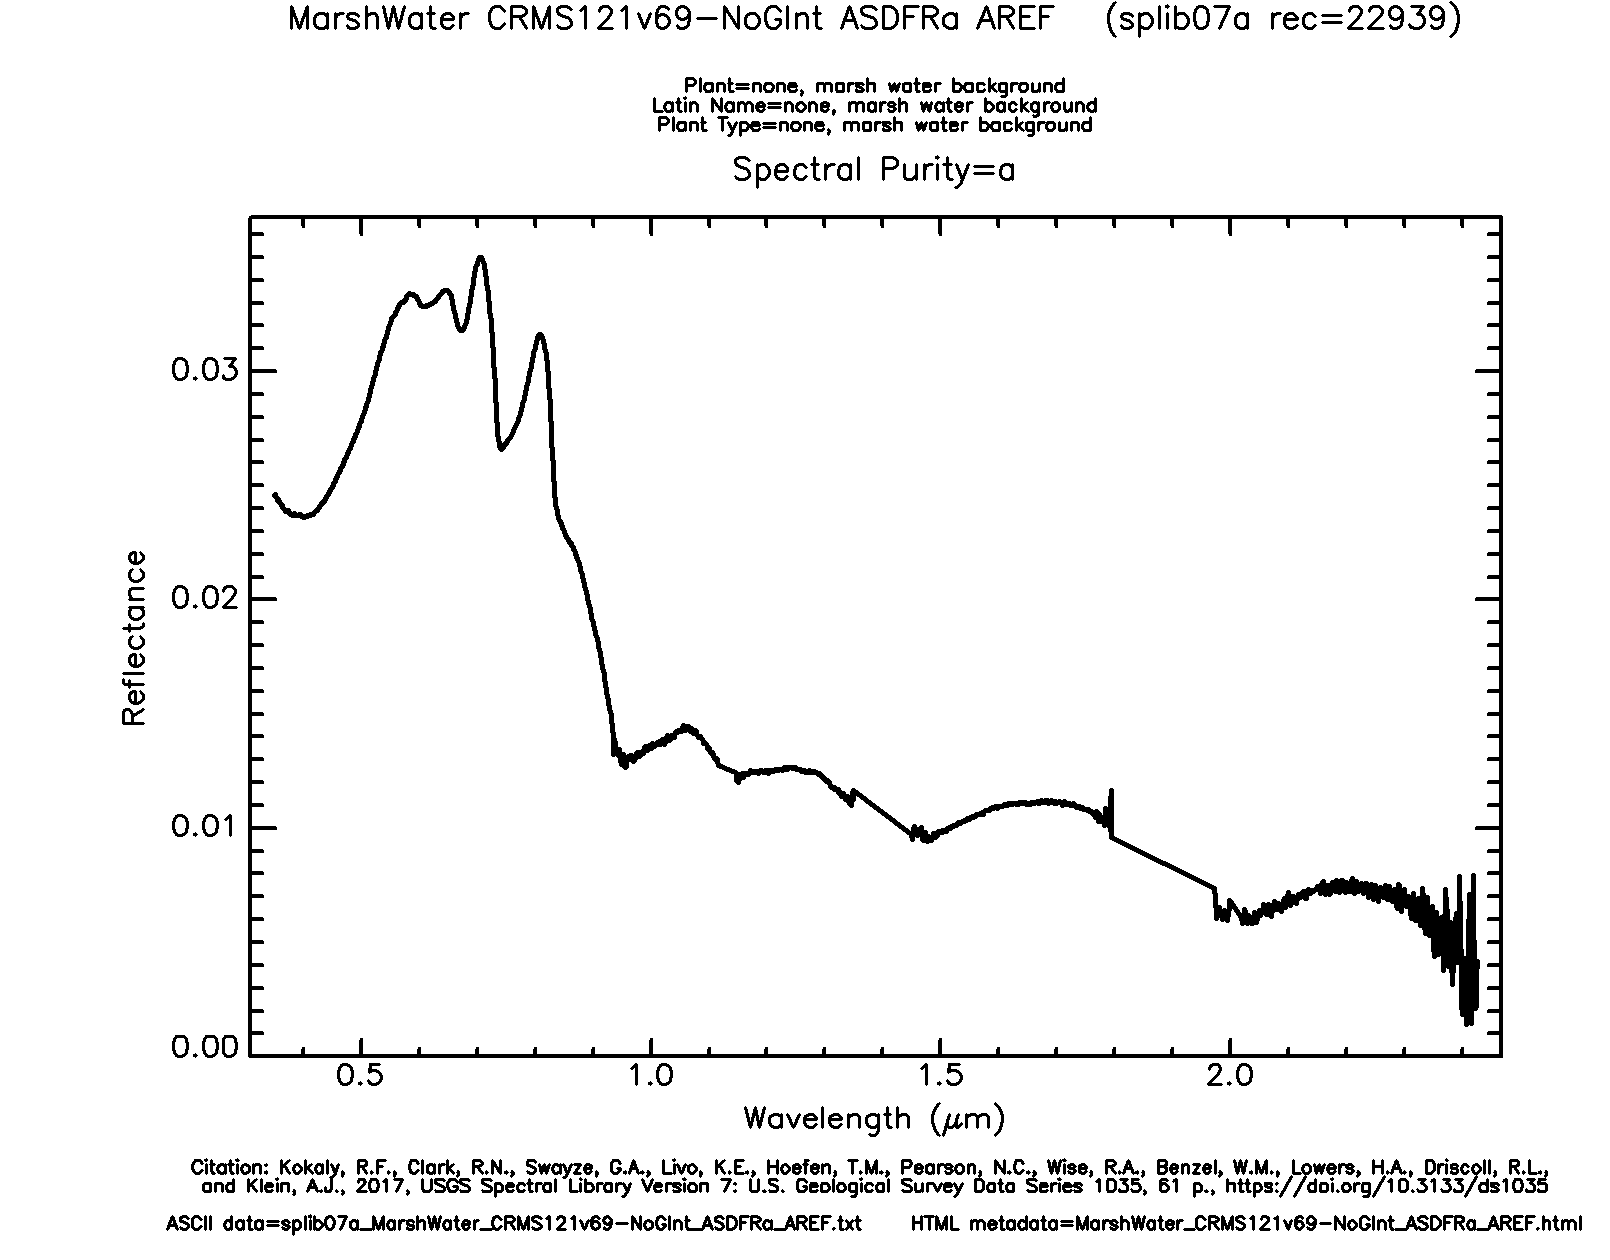 MarshWater CRMS121v69-NoGInt ASDFRa AREF (splib07a rec=22939)
Plant=none, marsh water background
Latin Name=none, marsh water background
Plant Type=none, marsh water background
Spectral Purity=a
Reflectance
0.03
0.02
0.01
0.00
0.5 1.0 1.5 2.0
Wavelength (μm)
Citation: Kokaly, R.F., Clark, R.N., Swayze, G.A., Livo, K.E., Hoefen, T.M., Pearson, N.C., Wise, R.A., Benzel, W.M., Lowers, H.A., Driscoll, R.L.,
and Klein, A.J., 2017, USGS Spectral Library Version 7: U.S. Geological Survey Data Series 1035, 61 p., https://doi.org/10.3133/ds1035
ASCII data=splib07a_MarshWater_CRMS121v69-NoGInt_ASDFRa_AREF.txt HTML metadata=MarshWater_CRMS121v69-NoGInt_ASDFRa_AREF.html